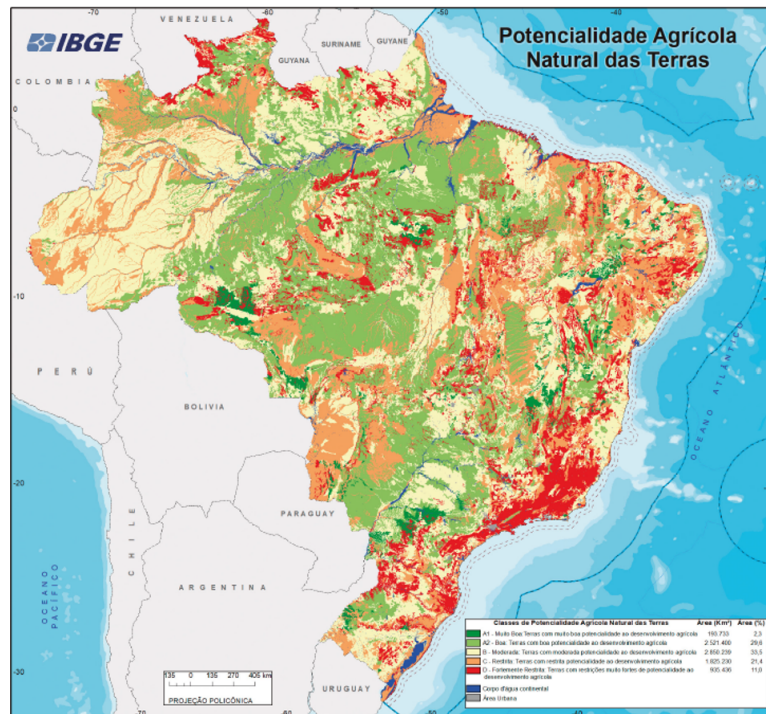 IBGE
Potencialidade Agrícola
Natural das Terras
VENEZUELA
COLOMBIA
GUYANA
SURINAME
GUYANE
-70
-50
-40
0
-10
-20
-30
PERÚ
BOLIVIA
PARAGUAY
CHILE
ARGENTINA
URUGUAY
OCEANO PACÍFICO
OCEANO ATLÂNTICO
135 0 135 270 405 km
PROJEÇÃO POLICÔNICA
Classes de Potencialidade Agrícola Natural das Terras Área (Km²) Área (%)
A1 - Muito Boa: Terras com muito boa potencialidade ao desenvolvimento agrícola 2,3
A2 - Boa: Terras com boa potencialidade ao desenvolvimento agrícola 2.521.400 29,6
B - Moderada: Terras com moderada potencialidade ao desenvolvimento agrícola 2.850.239 33,5
C - Restrita: Terras com restrita potencialidade ao desenvolvimento agrícola 1.825.230 21,4
D - Fortemente Restrita: Terras com restrições muito fortes de potencialidade ao 935.436 11,0
desenvolvimento agrícola
Corpo d'água continental
Área Urbana